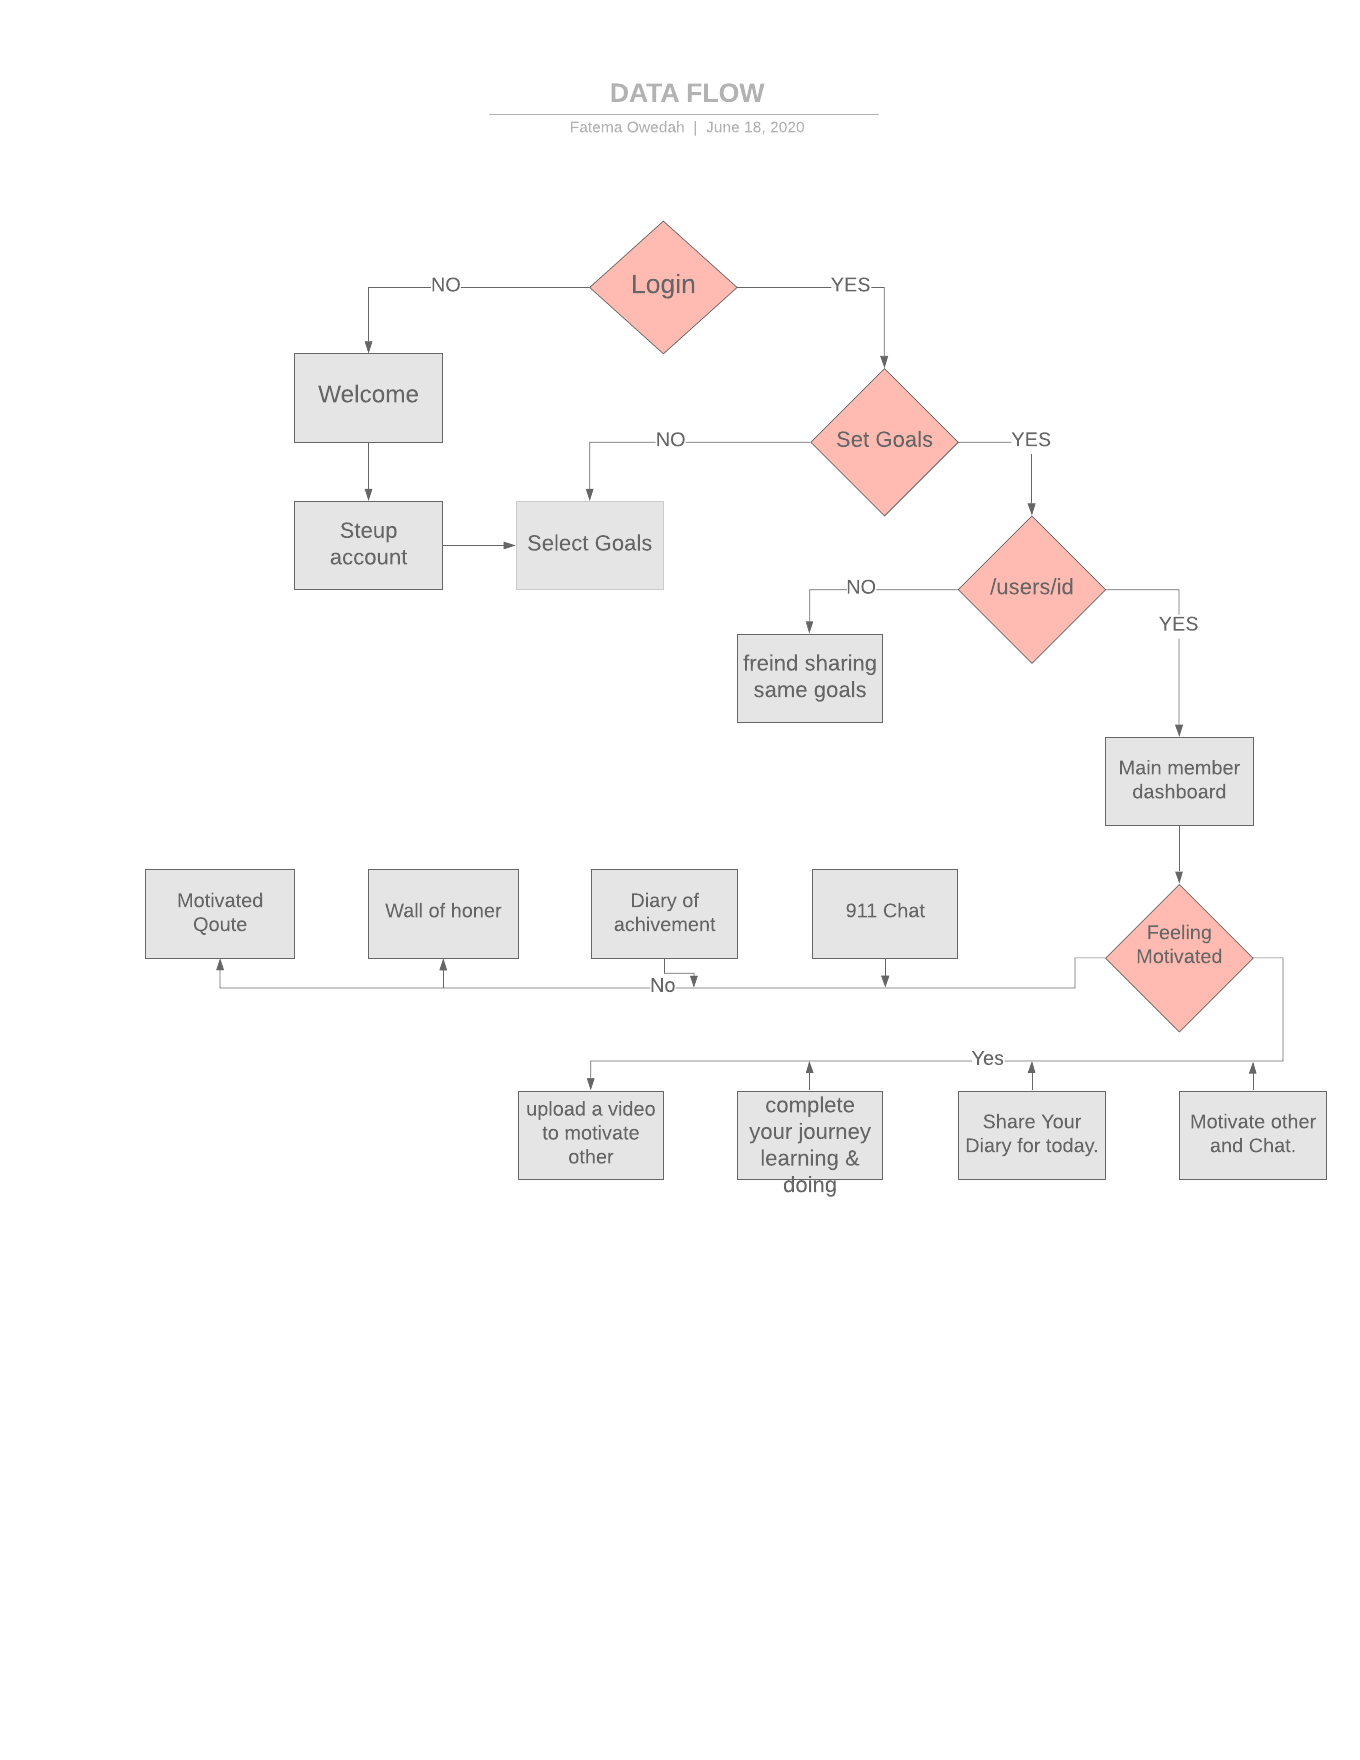 DATA FLOW
Fatema Owedah | June 18, 2020
Login
NO
YES
Welcome
Set Goals
NO
YES
Steup
account
Select Goals
/users/id
NO
YES
freind sharing
same goals
Main member
dashboard
Motivated
Qoute
Wall of honer
Diary of
achivement
911 Chat
Feeling
Motivated
No
Yes
upload a video
to motivate
other
complete
your journey
learning &
doing
Share Your
Diary for today.
Motivate other
and Chat.